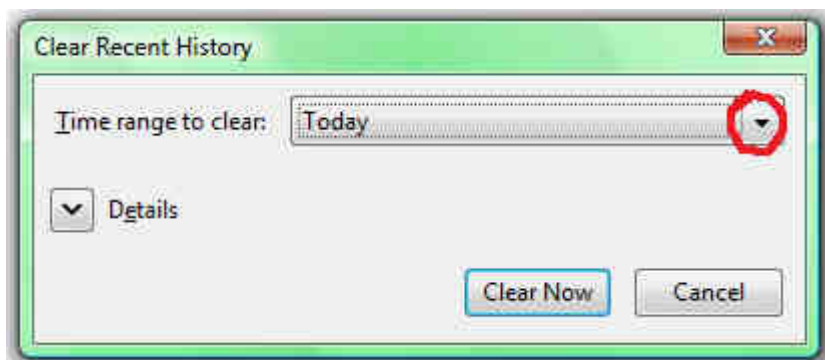 Clear Recent History
Time range to clear: Today
Details
Clear Now Cancel